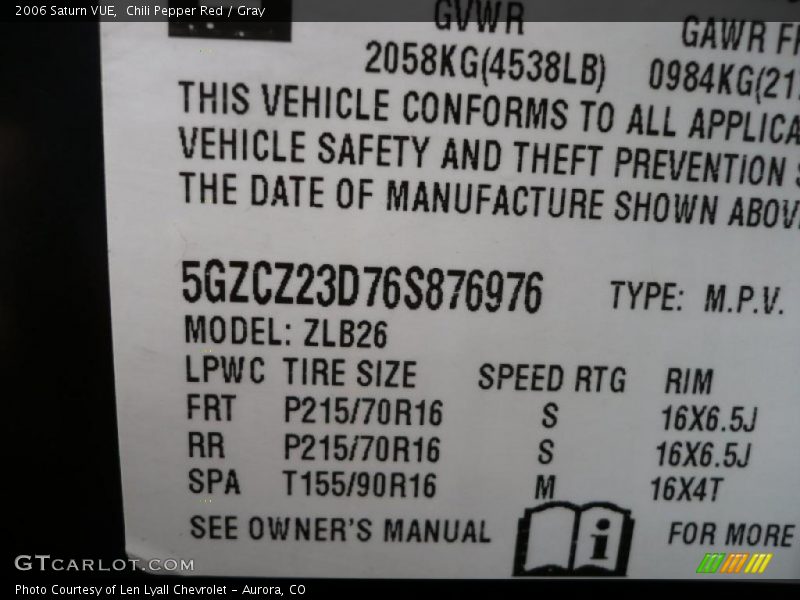 2006 Saturn VUE, Chili Pepper Red / Gray
GVWR GAWR
2058KG(4538LB) 0984KG(21
THIS VEHICLE CONFORMS TO ALL
VEHICLE SAFETY AND THEFT PREVENTION
THE DATE OF MANUFACTURE SHOWN
5GZCZ23D76S876976 TYPE: M.P.V.
MODEL: ZLB26
LPWC TIRE SIZE SPEED RTG RIM
FRT P215/70R16 S 16X6.5J
RR P215/70R16 S 16X6.5J
SPA T155/90R16 M 16X4T
SEE OWNER'S MANUAL i FOR MORE
GTcarlot.com
Photo Courtesy of Len Lyall Chevrolet - Aurora, CO